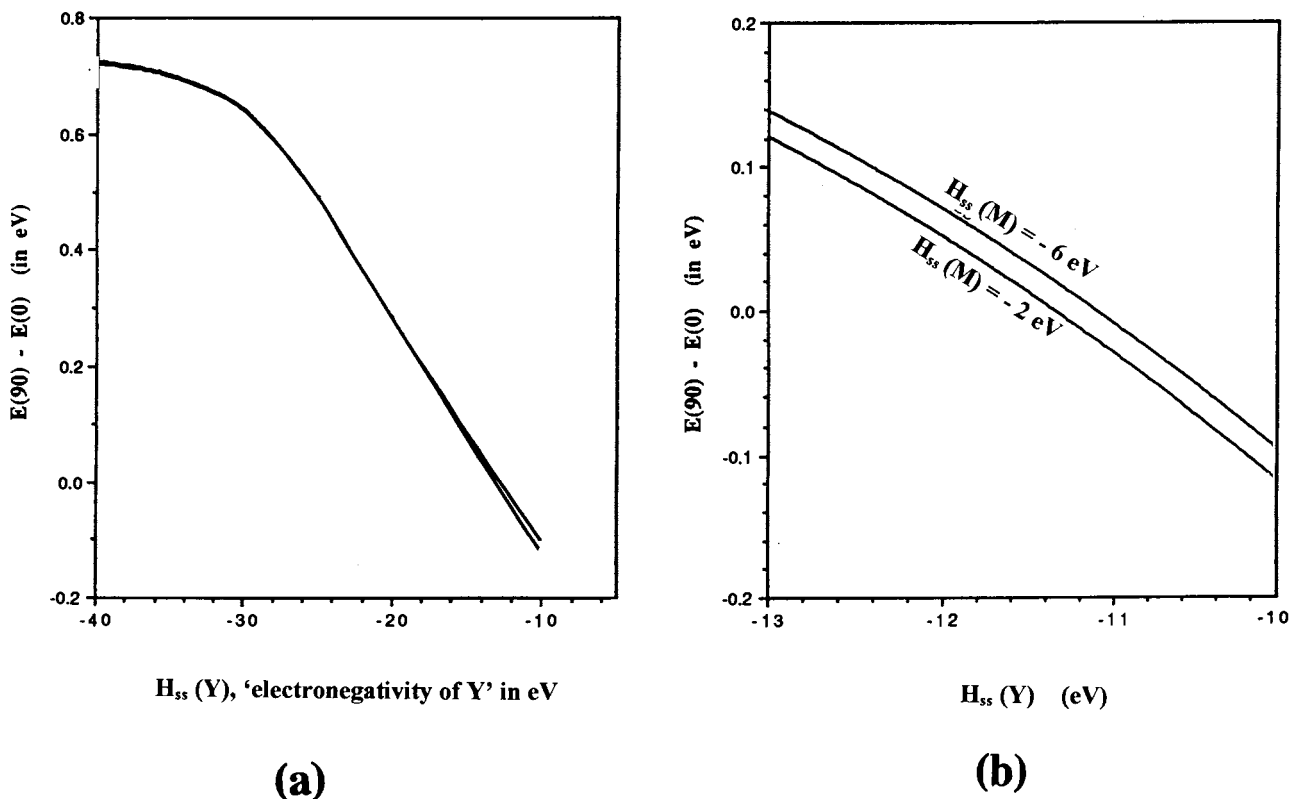 E(90) - E(0) (in eV)
0.8
0.6
0.4
0.2
0.0
-0.2
-40
-30
-20
-10
H_ss (Y), ‘electronegativity of Y’ in eV
(a)
E(90) - E(0) (in eV)
0.2
0.1
0.0
-0.1
-0.2
H_ss (M) = - 6 eV
H_ss (M) = - 2 eV
-13
-12
-11
-10
H_ss (Y) (eV)
(b)